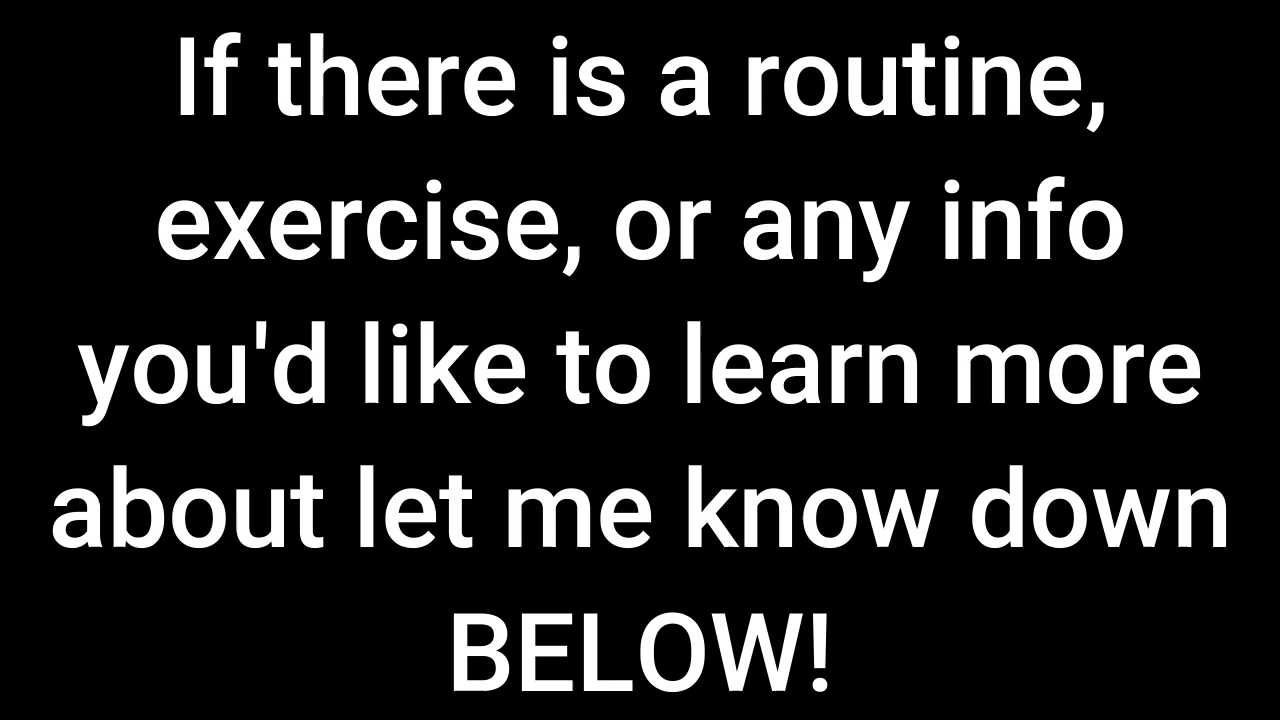 If there is a routine,
exercise, or any info
you'd like to learn more
about let me know down
BELOW!